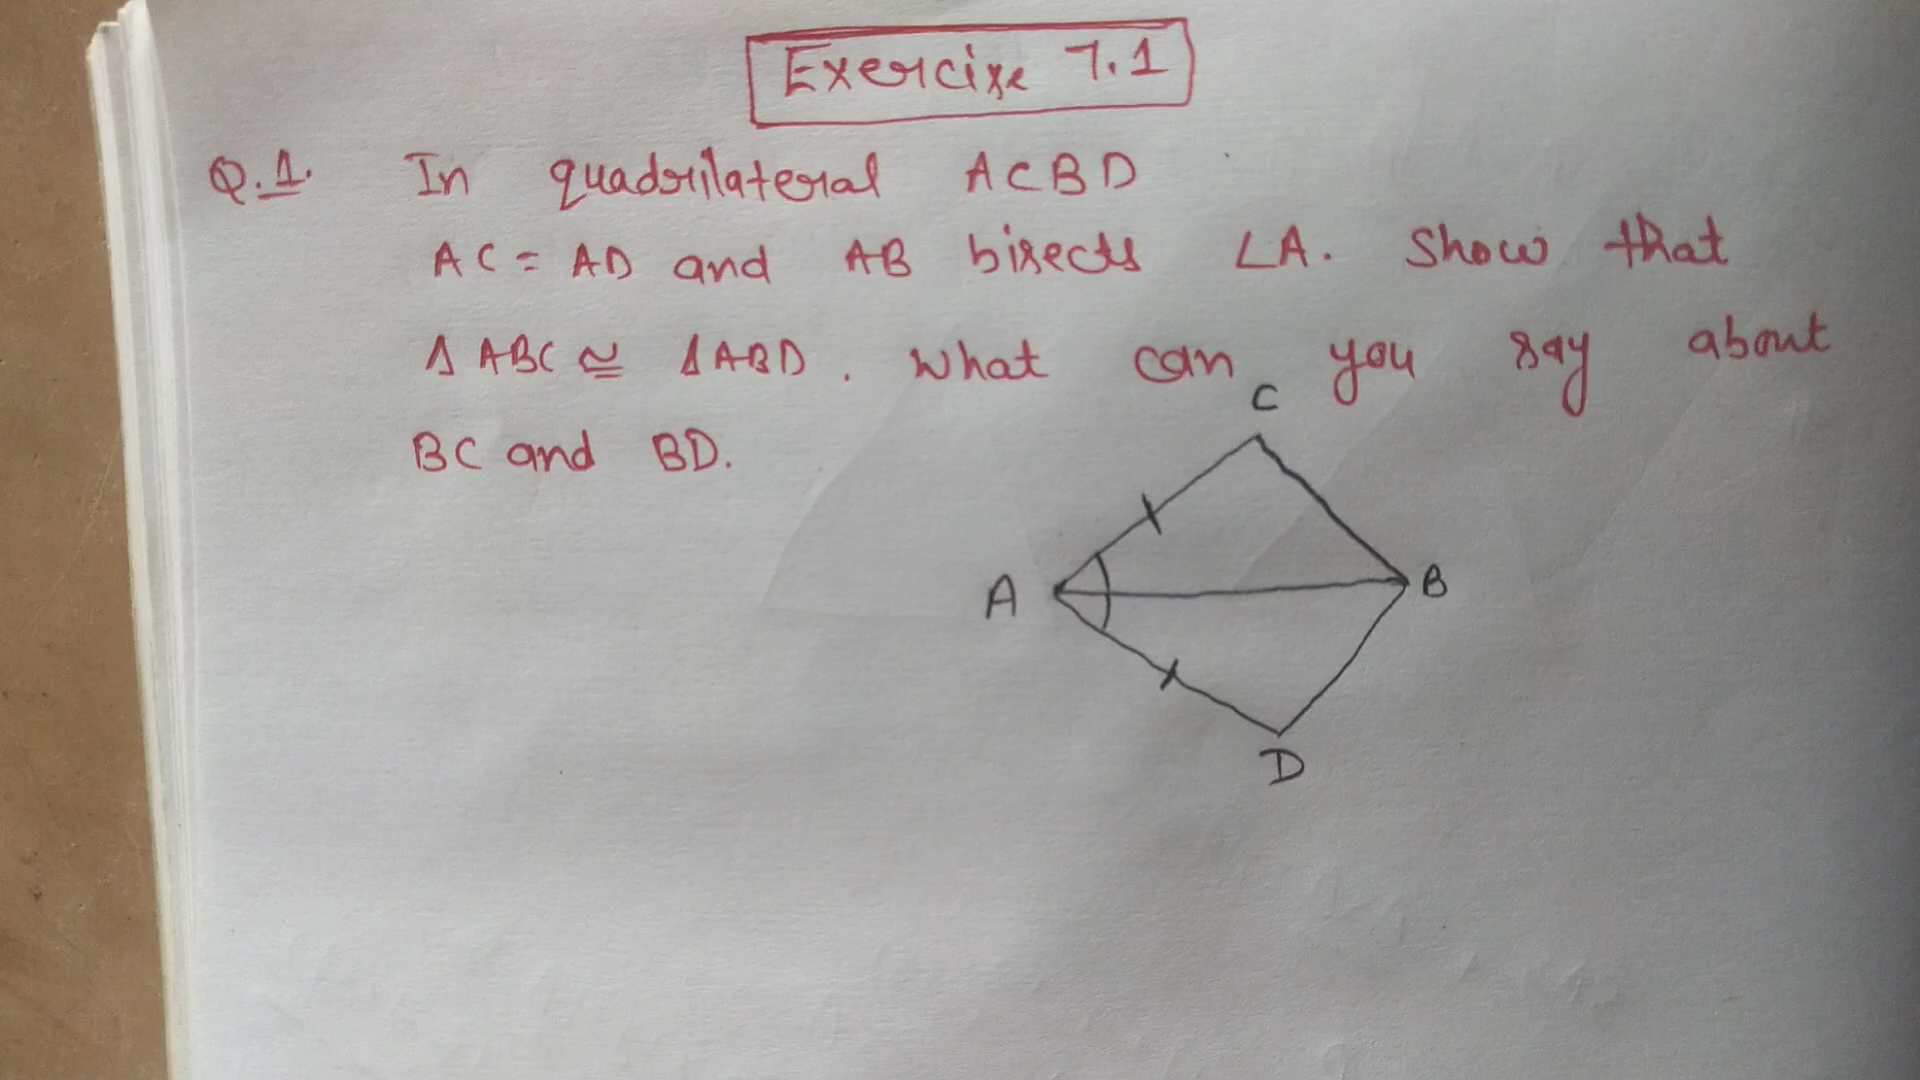 Exercise 7.1
Q.1. In quadrilateral ACBD
AC = AD and AB bisects ∠A. Show that
Δ ABC ≅ ΔABD. What can you say about
BC and BD.
C
A
B
D